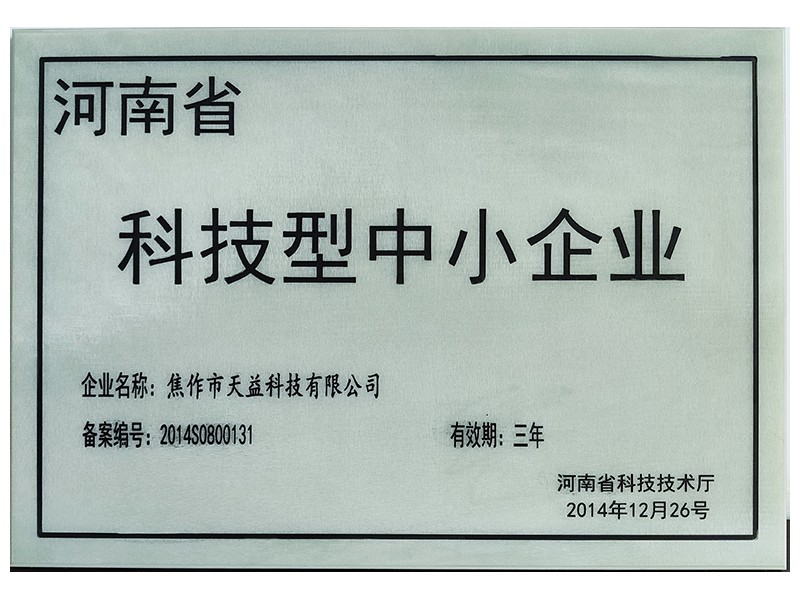 河南省
科技型中小企业
企业名称：焦作市天益科技有限公司
备案编号：2014S0800131
有效期：三年
河南省科技技术厅
2014年12月26号